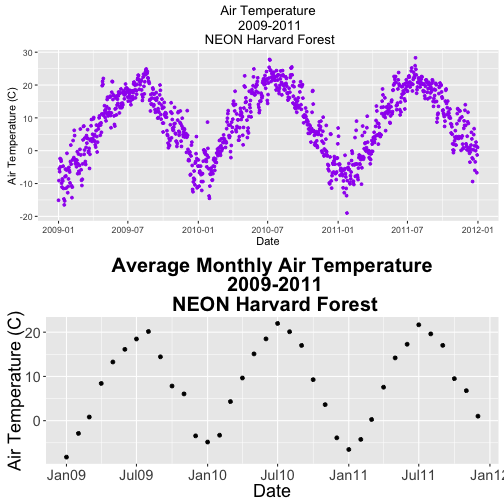 Air Temperature
2009-2011
NEON Harvard Forest
Air Temperature (C)
30
20
10
0
-10
-20
2009-01 2009-07 2010-01 2010-07 2011-01 2011-07 2012-01
Date
Average Monthly Air Temperature
2009-2011
NEON Harvard Forest
Air Temperature (C)
20
10
0
Jan09 Jul09 Jan10 Jul10 Jan11 Jul11 Jan12
Date